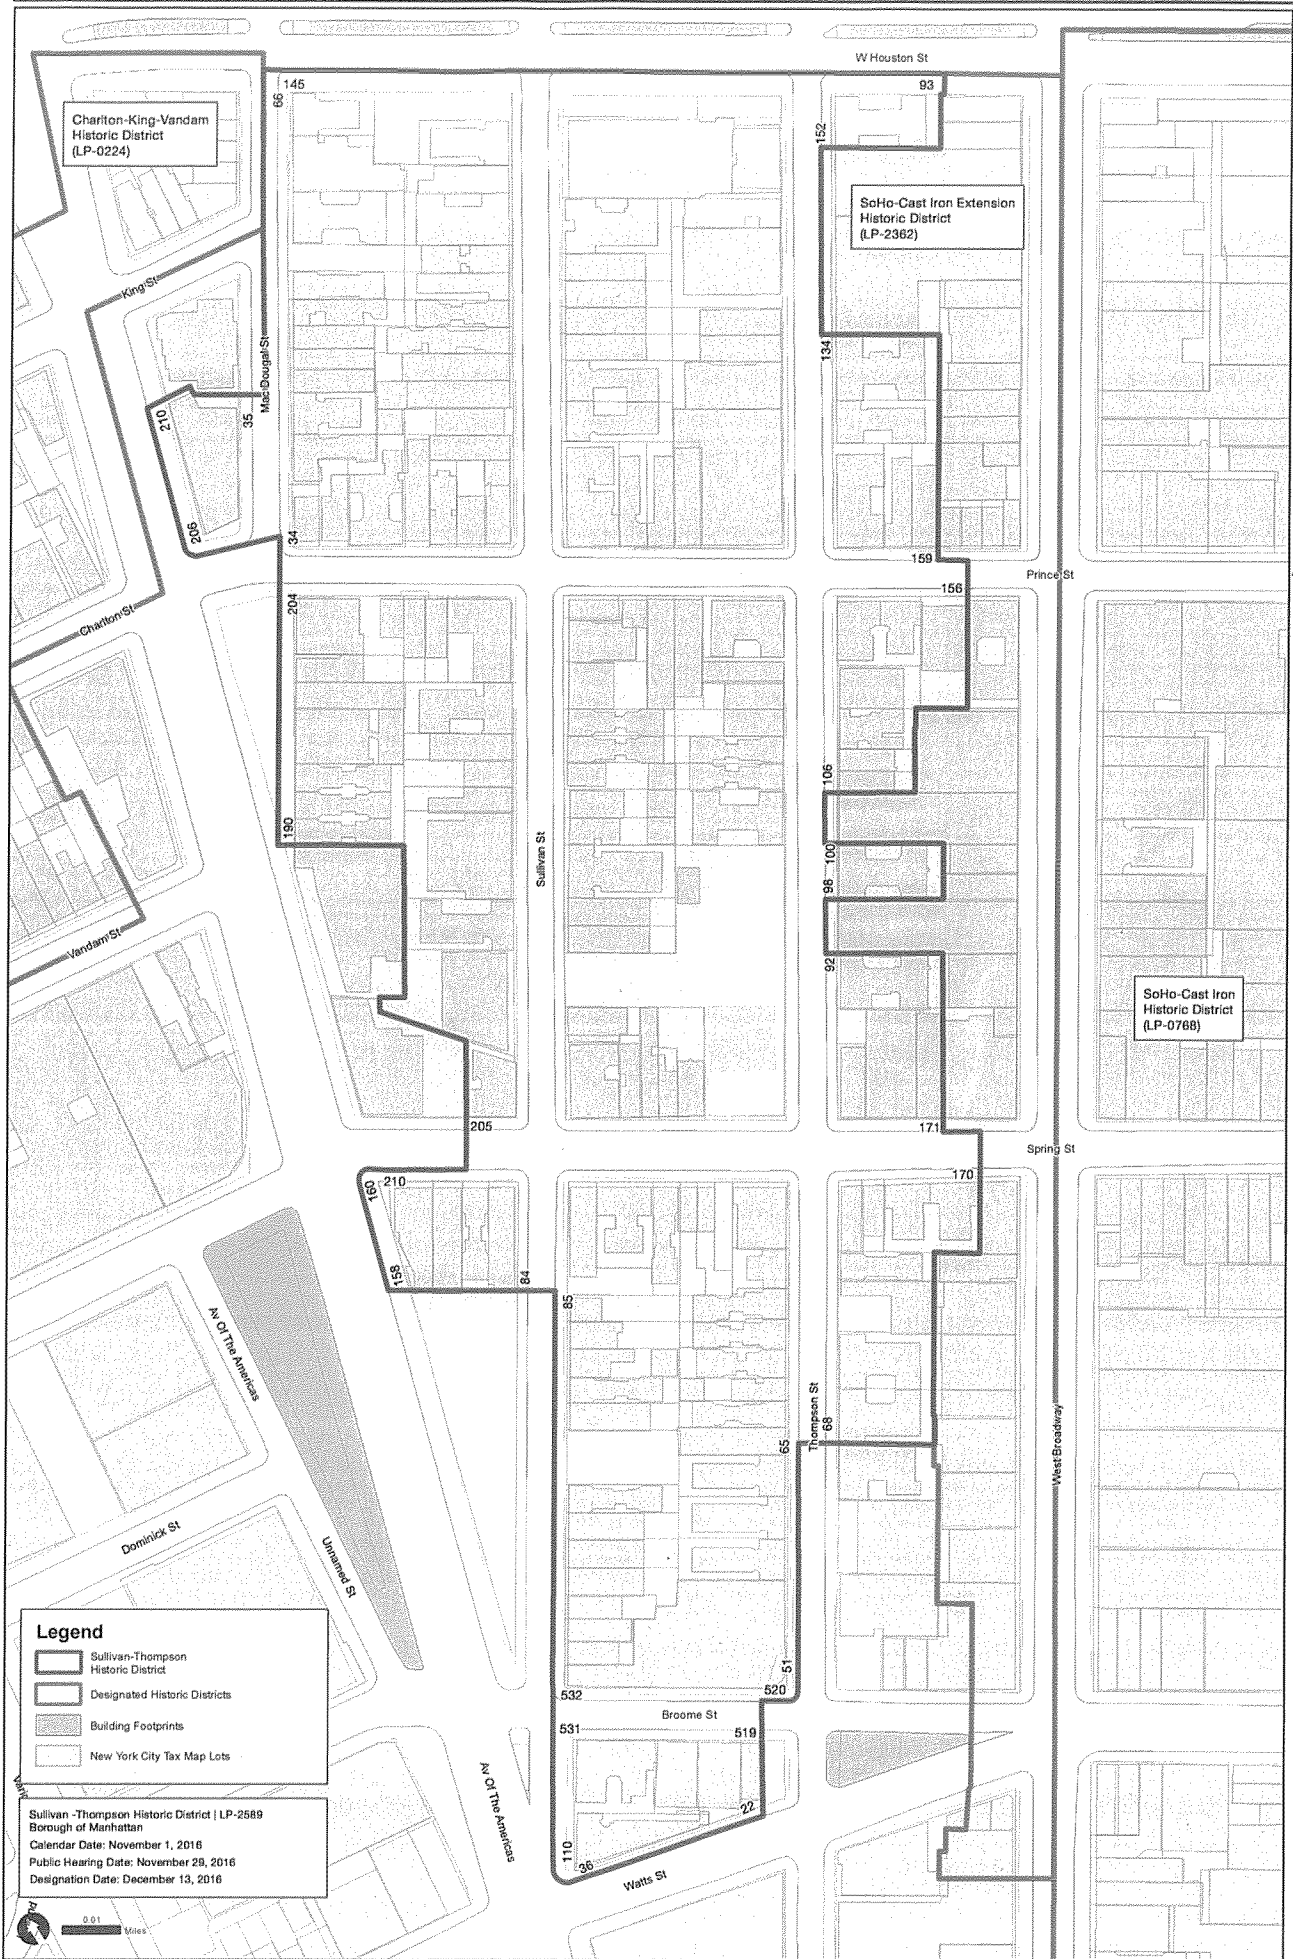 W Houston St
145
66
93
Charlton-King-Vandam
Historic District
(LP-0224)
152
SoHo-Cast Iron Extension
Historic District
(LP-2362)
King St
MacDougal St
134
210
35
206
34
159
Prince St
156
204
Charlton St
106
190
Sullivan St
100
98
Vandam St
92
SoHo-Cast Iron
Historic District
(LP-0768)
205
171
Spring St
170
210
160
158
84
85
Av Of The Americas
Thompson St
68
65
West Broadway
Dominick St
Unnamed St
51
532
520
Broome St
531
519
Av Of The Americas
22
110
36
Watts St
Legend
Sullivan-Thompson
Historic District
Designated Historic Districts
Building Footprints
New York City Tax Map Lots
Sullivan -Thompson Historic District | LP-2589
Borough of Manhattan
Calendar Date: November 1, 2016
Public Hearing Date: November 29, 2016
Designation Date: December 13, 2016
0.01
Miles